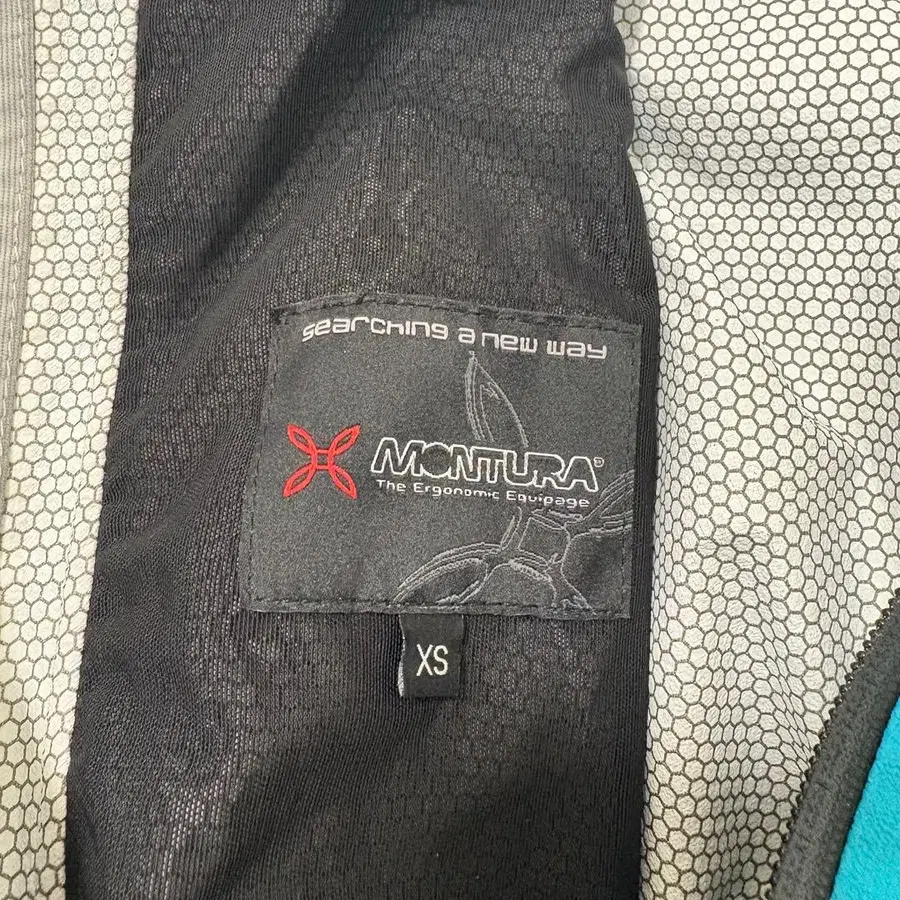 searching a new way
MONTURA®
The Ergonomic Equipage
XS